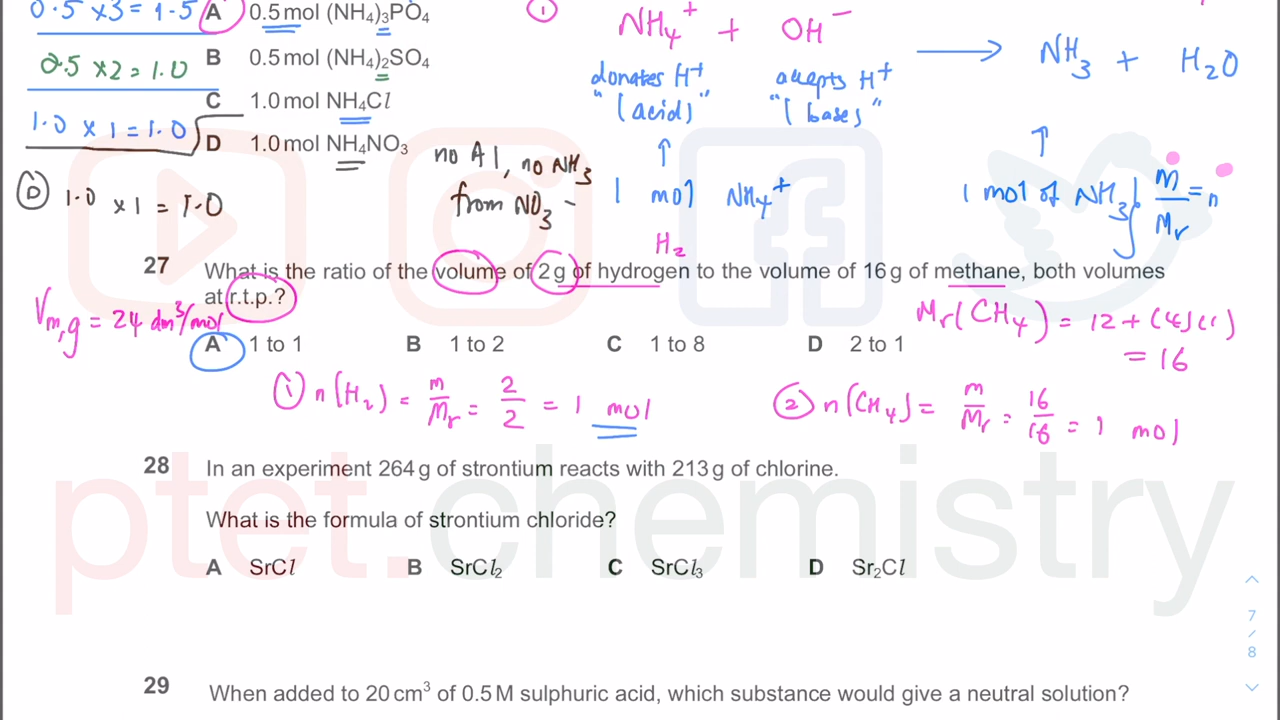 0.5 x3 = 1.5 A 0.5 mol (NH₄)₃PO₄
0.5 x2 = 1.0 B 0.5 mol (NH₄)₂SO₄
C 1.0 mol NH₄Cl
1.0 x 1 = 1.0
D 1.0 mol NH₄NO₃
① NH₄⁺ + OH⁻ → NH₃ + H₂O
donates H⁺ accepts H⁺
"(acid)" "( bases"
↑ ↑
1 mol NH₄⁺ 1 mol of NH₃ } m/Mr = n
no Al, no NH₃
from NO₃⁻
Ⓓ 1.0 x1 = 1.0
H₂
27 What is the ratio of the volume of 2 g of hydrogen to the volume of 16 g of methane, both volumes
at r.t.p.?
Vm,g = 24 dm³/mol
Mr(CH₄) = 12 + (4)(1)
= 16
A 1 to 1 B 1 to 2 C 1 to 8 D 2 to 1
① n(H₂) = m/Mr = 2/2 = 1 mol
② n(CH₄) = m/Mr = 16/16 = 1 mol
28 In an experiment 264 g of strontium reacts with 213 g of chlorine.
ptet.chemistry
What is the formula of strontium chloride?
A SrCl B SrCl₂ C SrCl₃ D Sr₂Cl
7
/
8
29 When added to 20 cm³ of 0.5 M sulphuric acid, which substance would give a neutral solution?